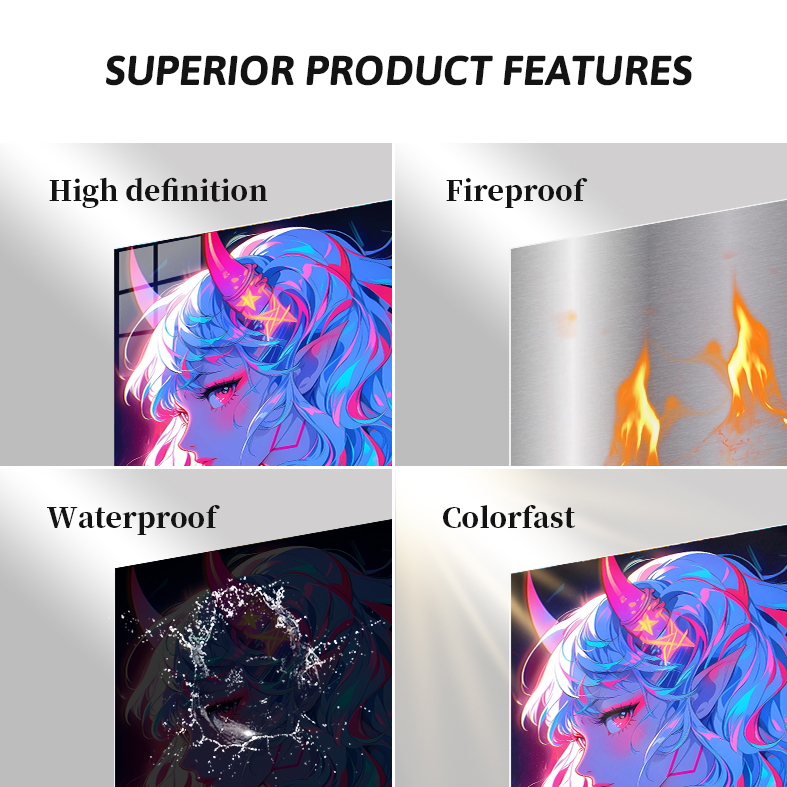 SUPERIOR PRODUCT FEATURES
High definition
Fireproof
Waterproof
Colorfast